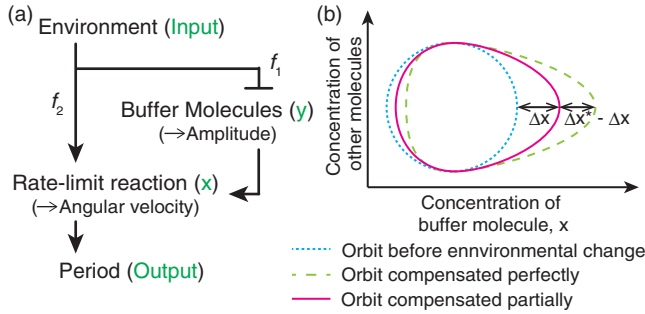 (a)
Environment (Input)
f1
f2
Buffer Molecules (y)
(→Amplitude)
Rate-limit reaction (x)
(→Angular velocity)
Period (Output)
(b)
Concentration of
other molecules
Δx
Δx* - Δx
Concentration of
buffer molecule, x
Orbit before ennvironmental change
Orbit compensated perfectly
Orbit compensated partially